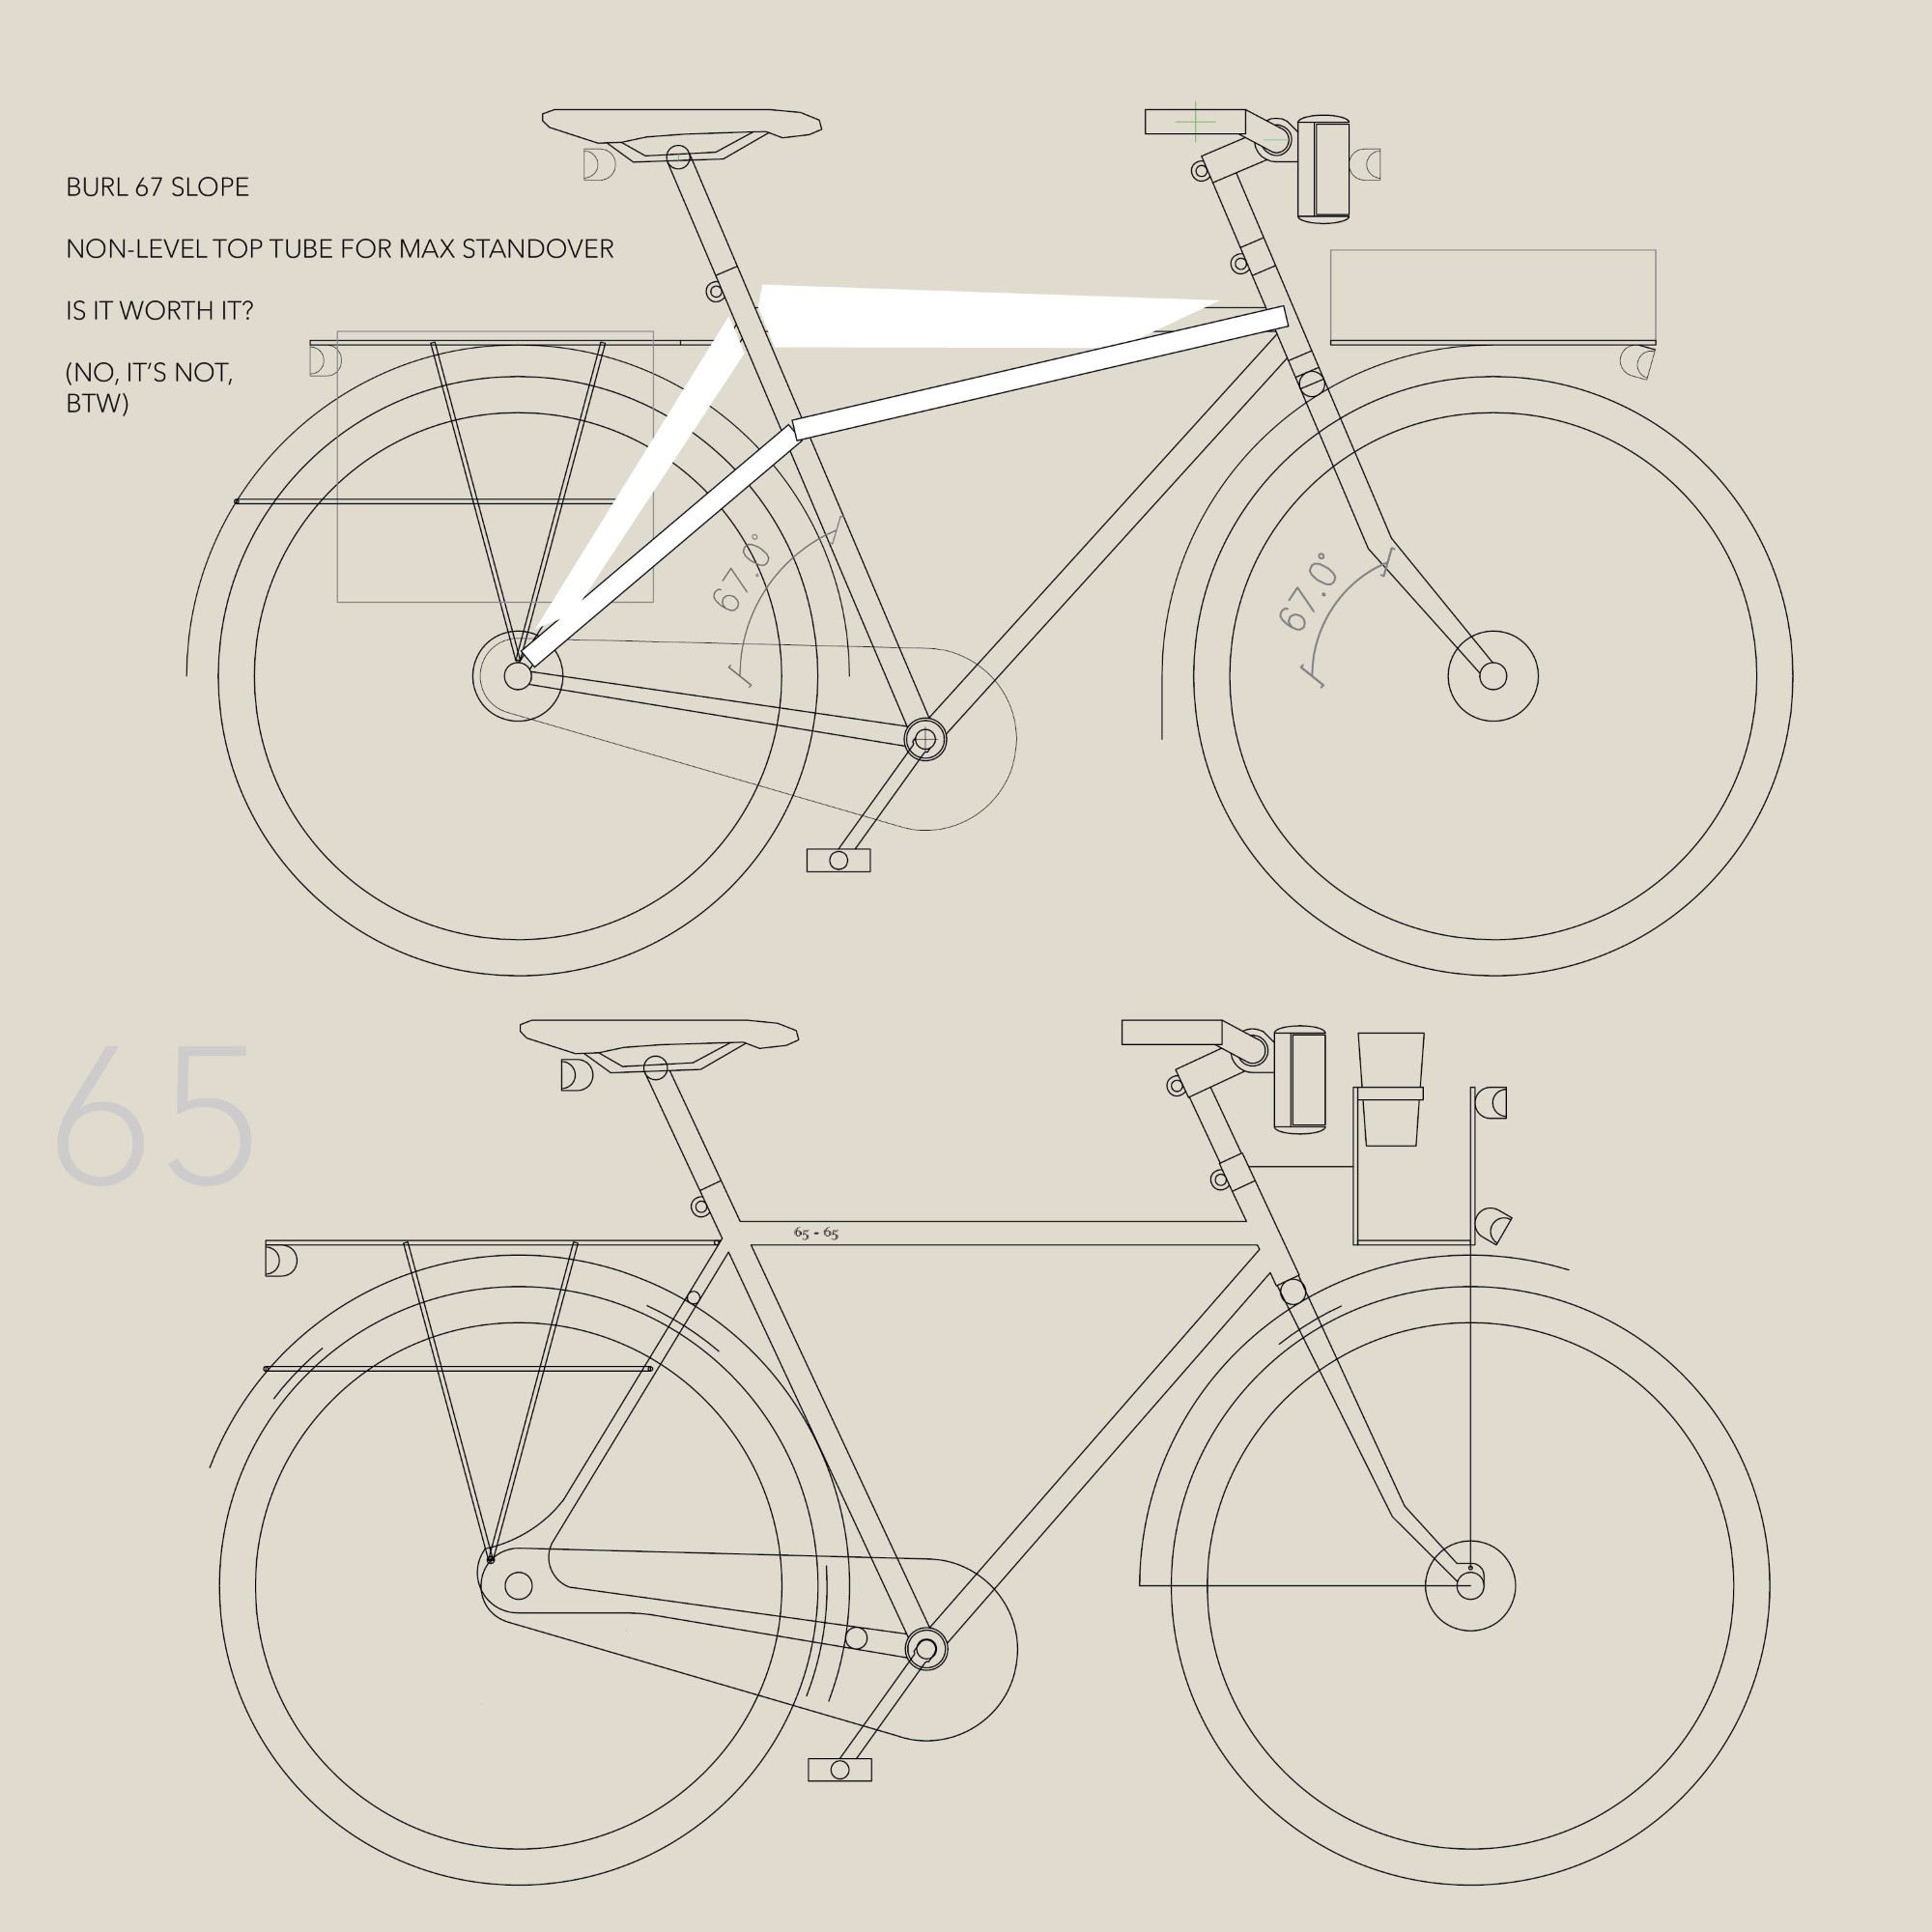 BURL 67 SLOPE
NON-LEVEL TOP TUBE FOR MAX STANDOVER
IS IT WORTH IT?
(NO, IT'S NOT,
BTW)
67.0°
67.0°
65
65 - 65